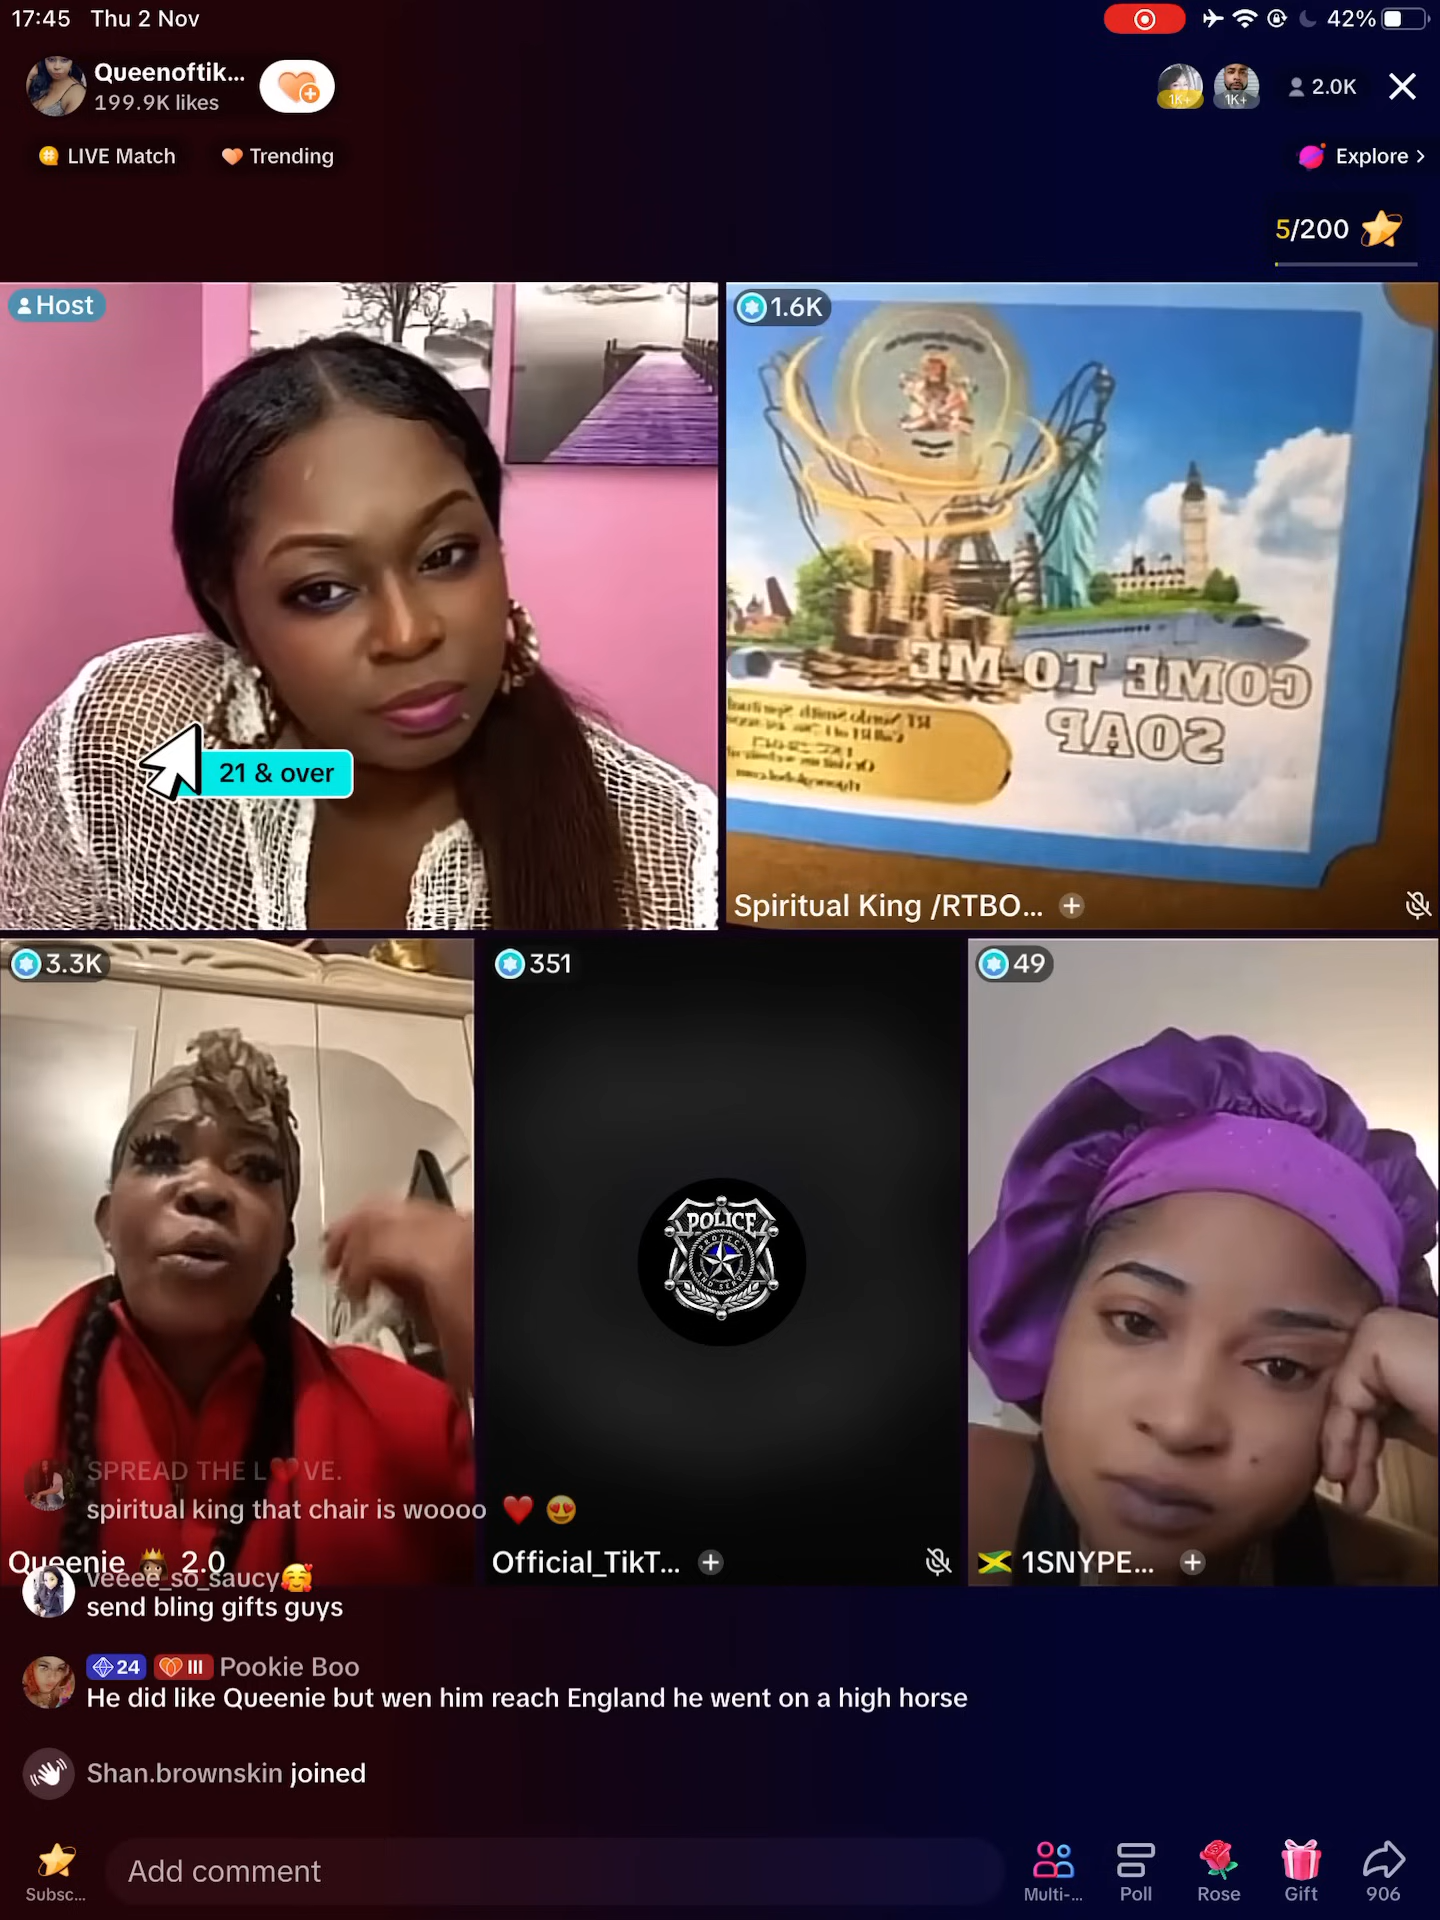 17:45 Thu 2 Nov
42%
Queenoftik...
199.9K likes
1K+
1K+
2.0K
LIVE Match
Trending
Explore >
5/200
Host
1.6K
21 & over
COME TO ME
SOAP
Spiritual King /RTBO...
3.3K
351
49
POLICE
PROTECT
AND SERVE
SPREAD THE L❤️VE.
spiritual king that chair is woooo ❤️ 😍
Queenie 👸🏽 2.0
Official_TikT...
🇯🇲 1SNYPE...
veeee_so_saucy🥰
send bling gifts guys
24
III
Pookie Boo
He did like Queenie but wen him reach England he went on a high horse
Shan.brownskin joined
Add comment
Subsc...
Multi-...
Poll
Rose
Gift
906